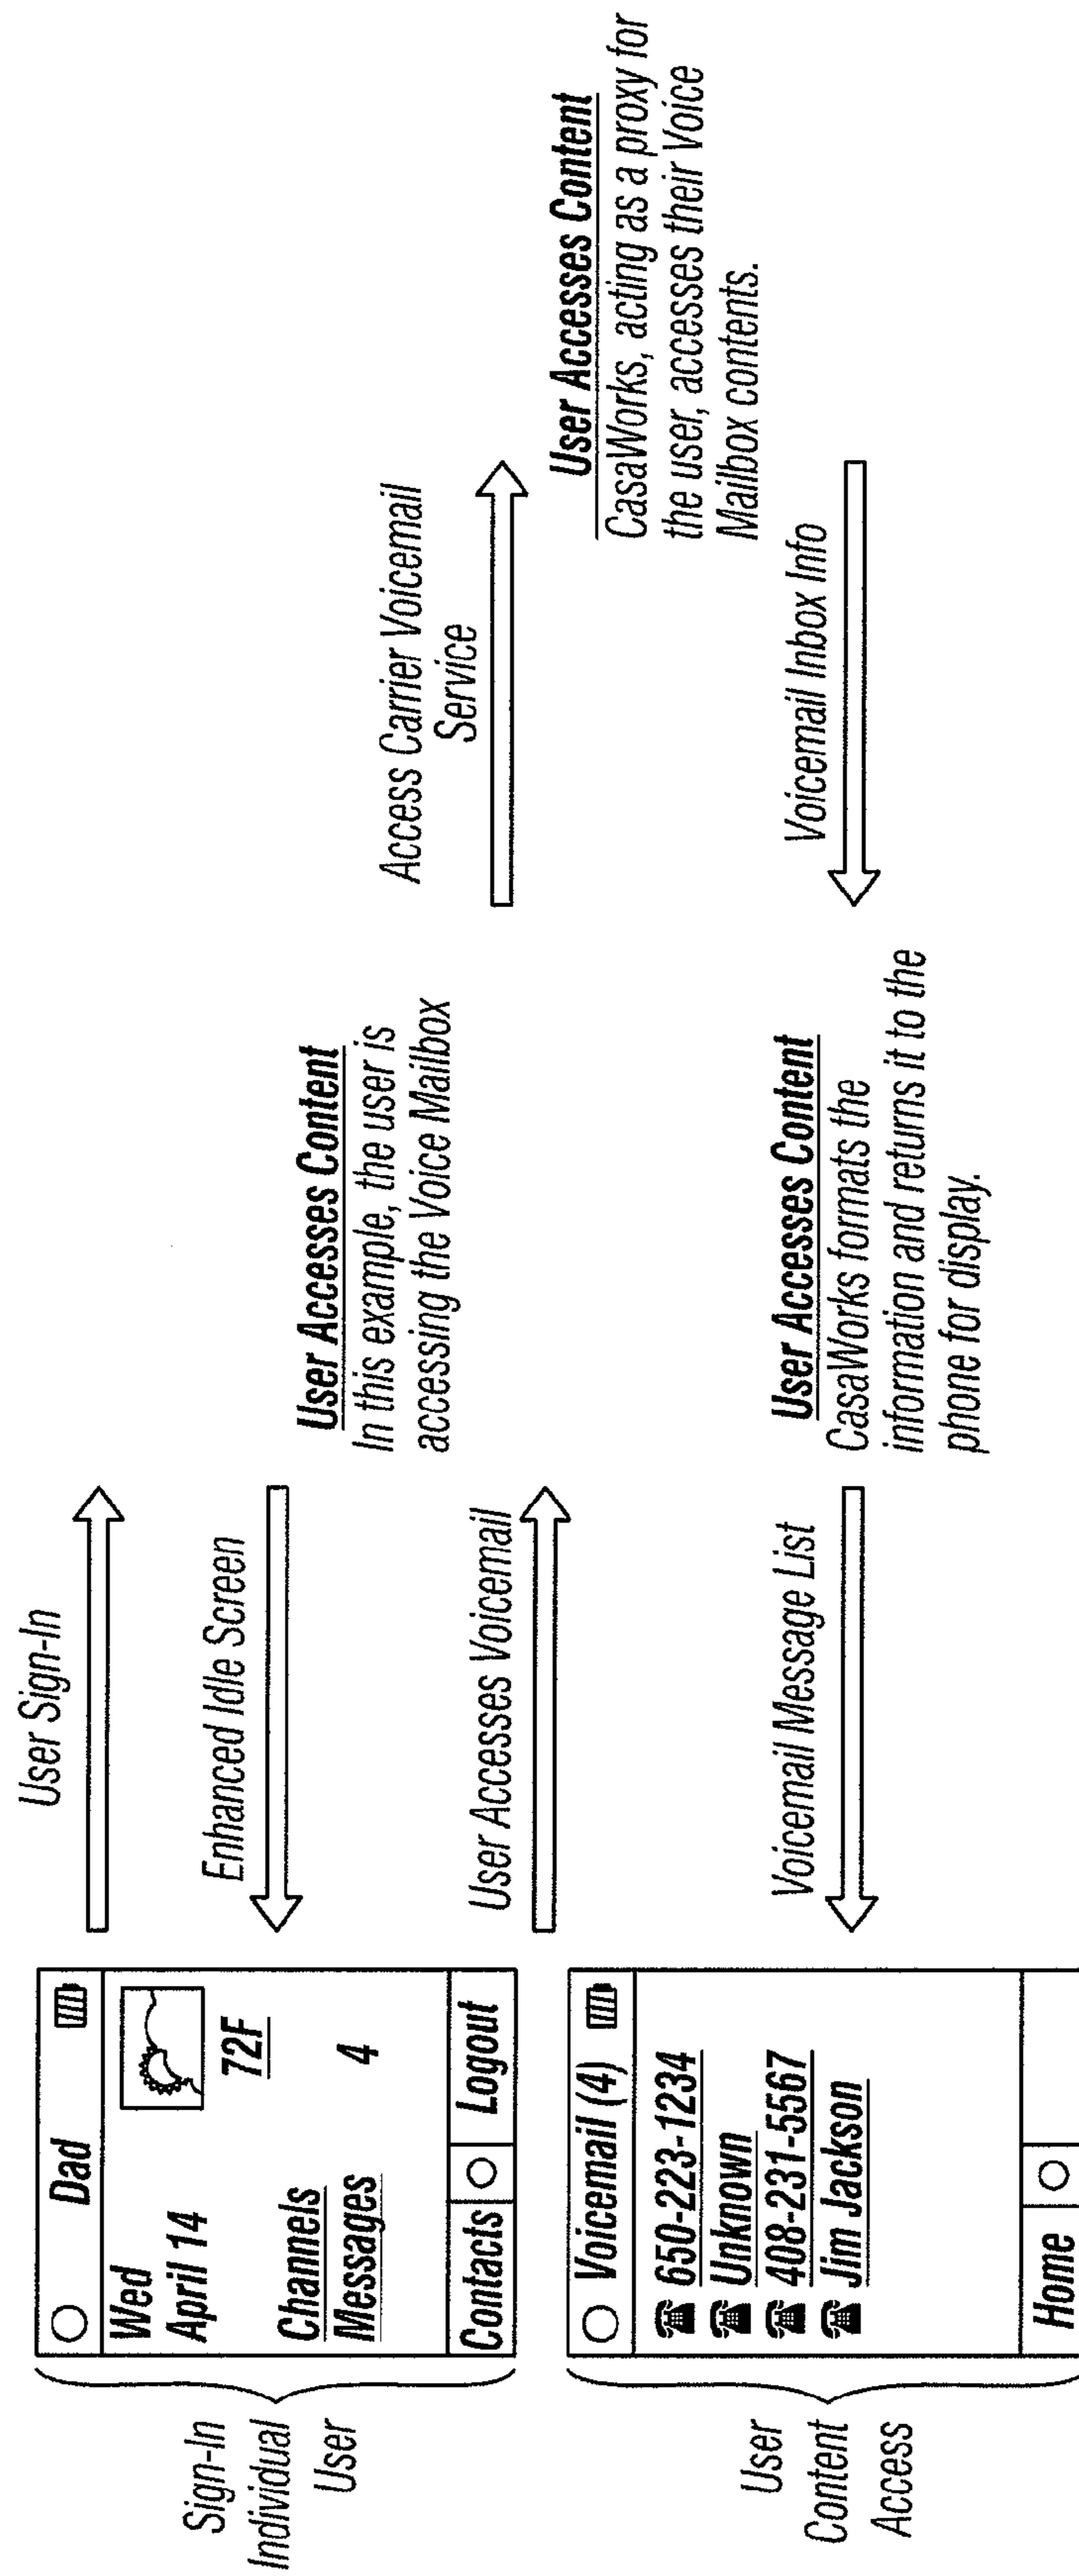 User Sign-In
Enhanced Idle Screen
Sign-In
Individual
User
Dad
Wed
April 14
72F
Channels
Messages 4
Contacts Logout
User Accesses Content
In this example, the user is
accessing the Voice Mailbox
User Accesses Voicemail
Access Carrier Voicemail
Service
User Accesses Content
CasaWorks, acting as a proxy for
the user, accesses their Voice
Mailbox contents.
Voicemail Inbox Info
User Accesses Content
CasaWorks formats the
information and returns it to the
phone for display.
Voicemail Message List
User
Content
Access
Voicemail (4)
650-223-1234
Unknown
408-231-5567
Jim Jackson
Home